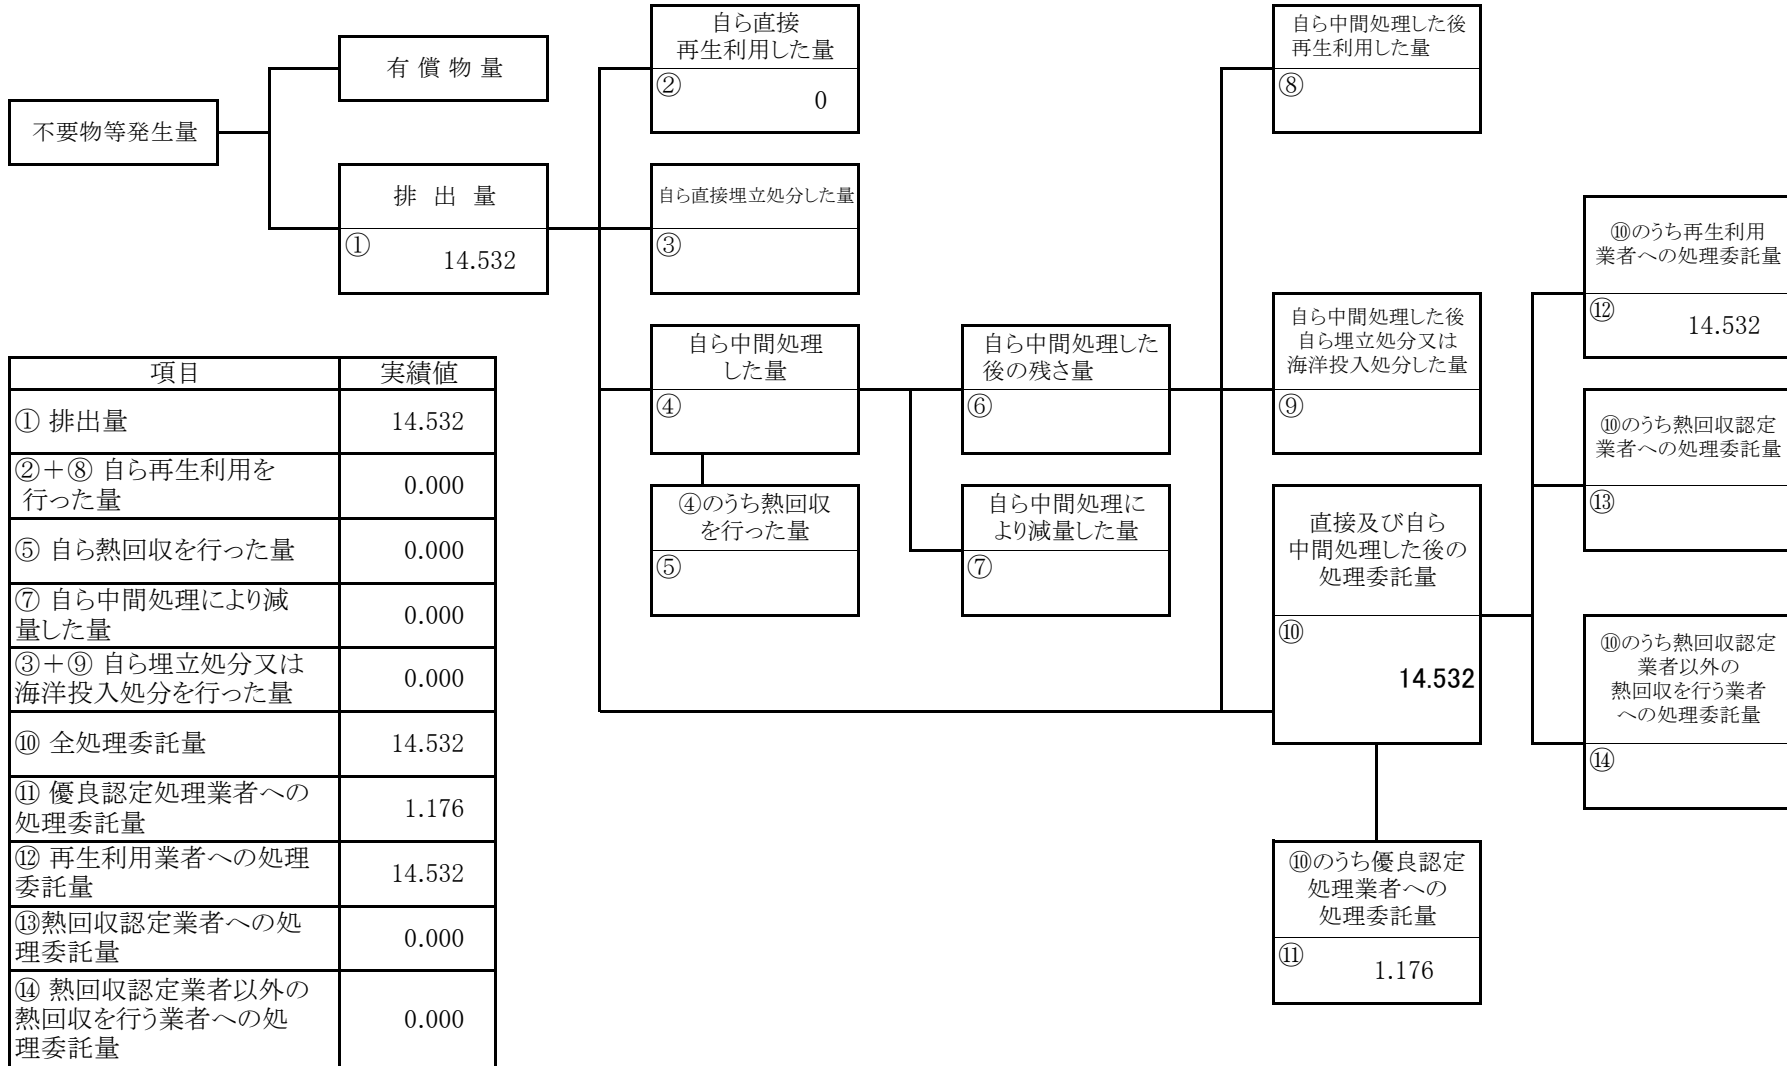 不要物等発生量
有 償 物 量
排 出 量
①
14.532
自ら直接
再生利用した量
②
0
自ら直接埋立処分した量
③
自ら中間処理
した量
④
④のうち熱回収
を行った量
⑤
自ら中間処理した
後の残さ量
⑥
自ら中間処理に
より減量した量
⑦
自ら中間処理した後
再生利用した量
⑧
自ら中間処理した後
自ら埋立処分又は
海洋投入処分した量
⑨
直接及び自ら
中間処理した後の
処理委託量
⑩
14.532
⑩のうち優良認定
処理業者への
処理委託量
⑪
1.176
⑩のうち再生利用
業者への処理委託量
⑫
14.532
⑩のうち熱回収認定
業者への処理委託量
⑬
⑩のうち熱回収認定
業者以外の
熱回収を行う業者
への処理委託量
⑭
項目 実績値
① 排出量 14.532
②＋⑧ 自ら再生利用を
行った量 0.000
⑤ 自ら熱回収を行った量 0.000
⑦ 自ら中間処理により減
量した量 0.000
③＋⑨ 自ら埋立処分又は
海洋投入処分を行った量 0.000
⑩ 全処理委託量 14.532
⑪ 優良認定処理業者への
処理委託量 1.176
⑫ 再生利用業者への処理
委託量 14.532
⑬熱回収認定業者への処
理委託量 0.000
⑭ 熱回収認定業者以外の
熱回収を行う業者への処
理委託量 0.000